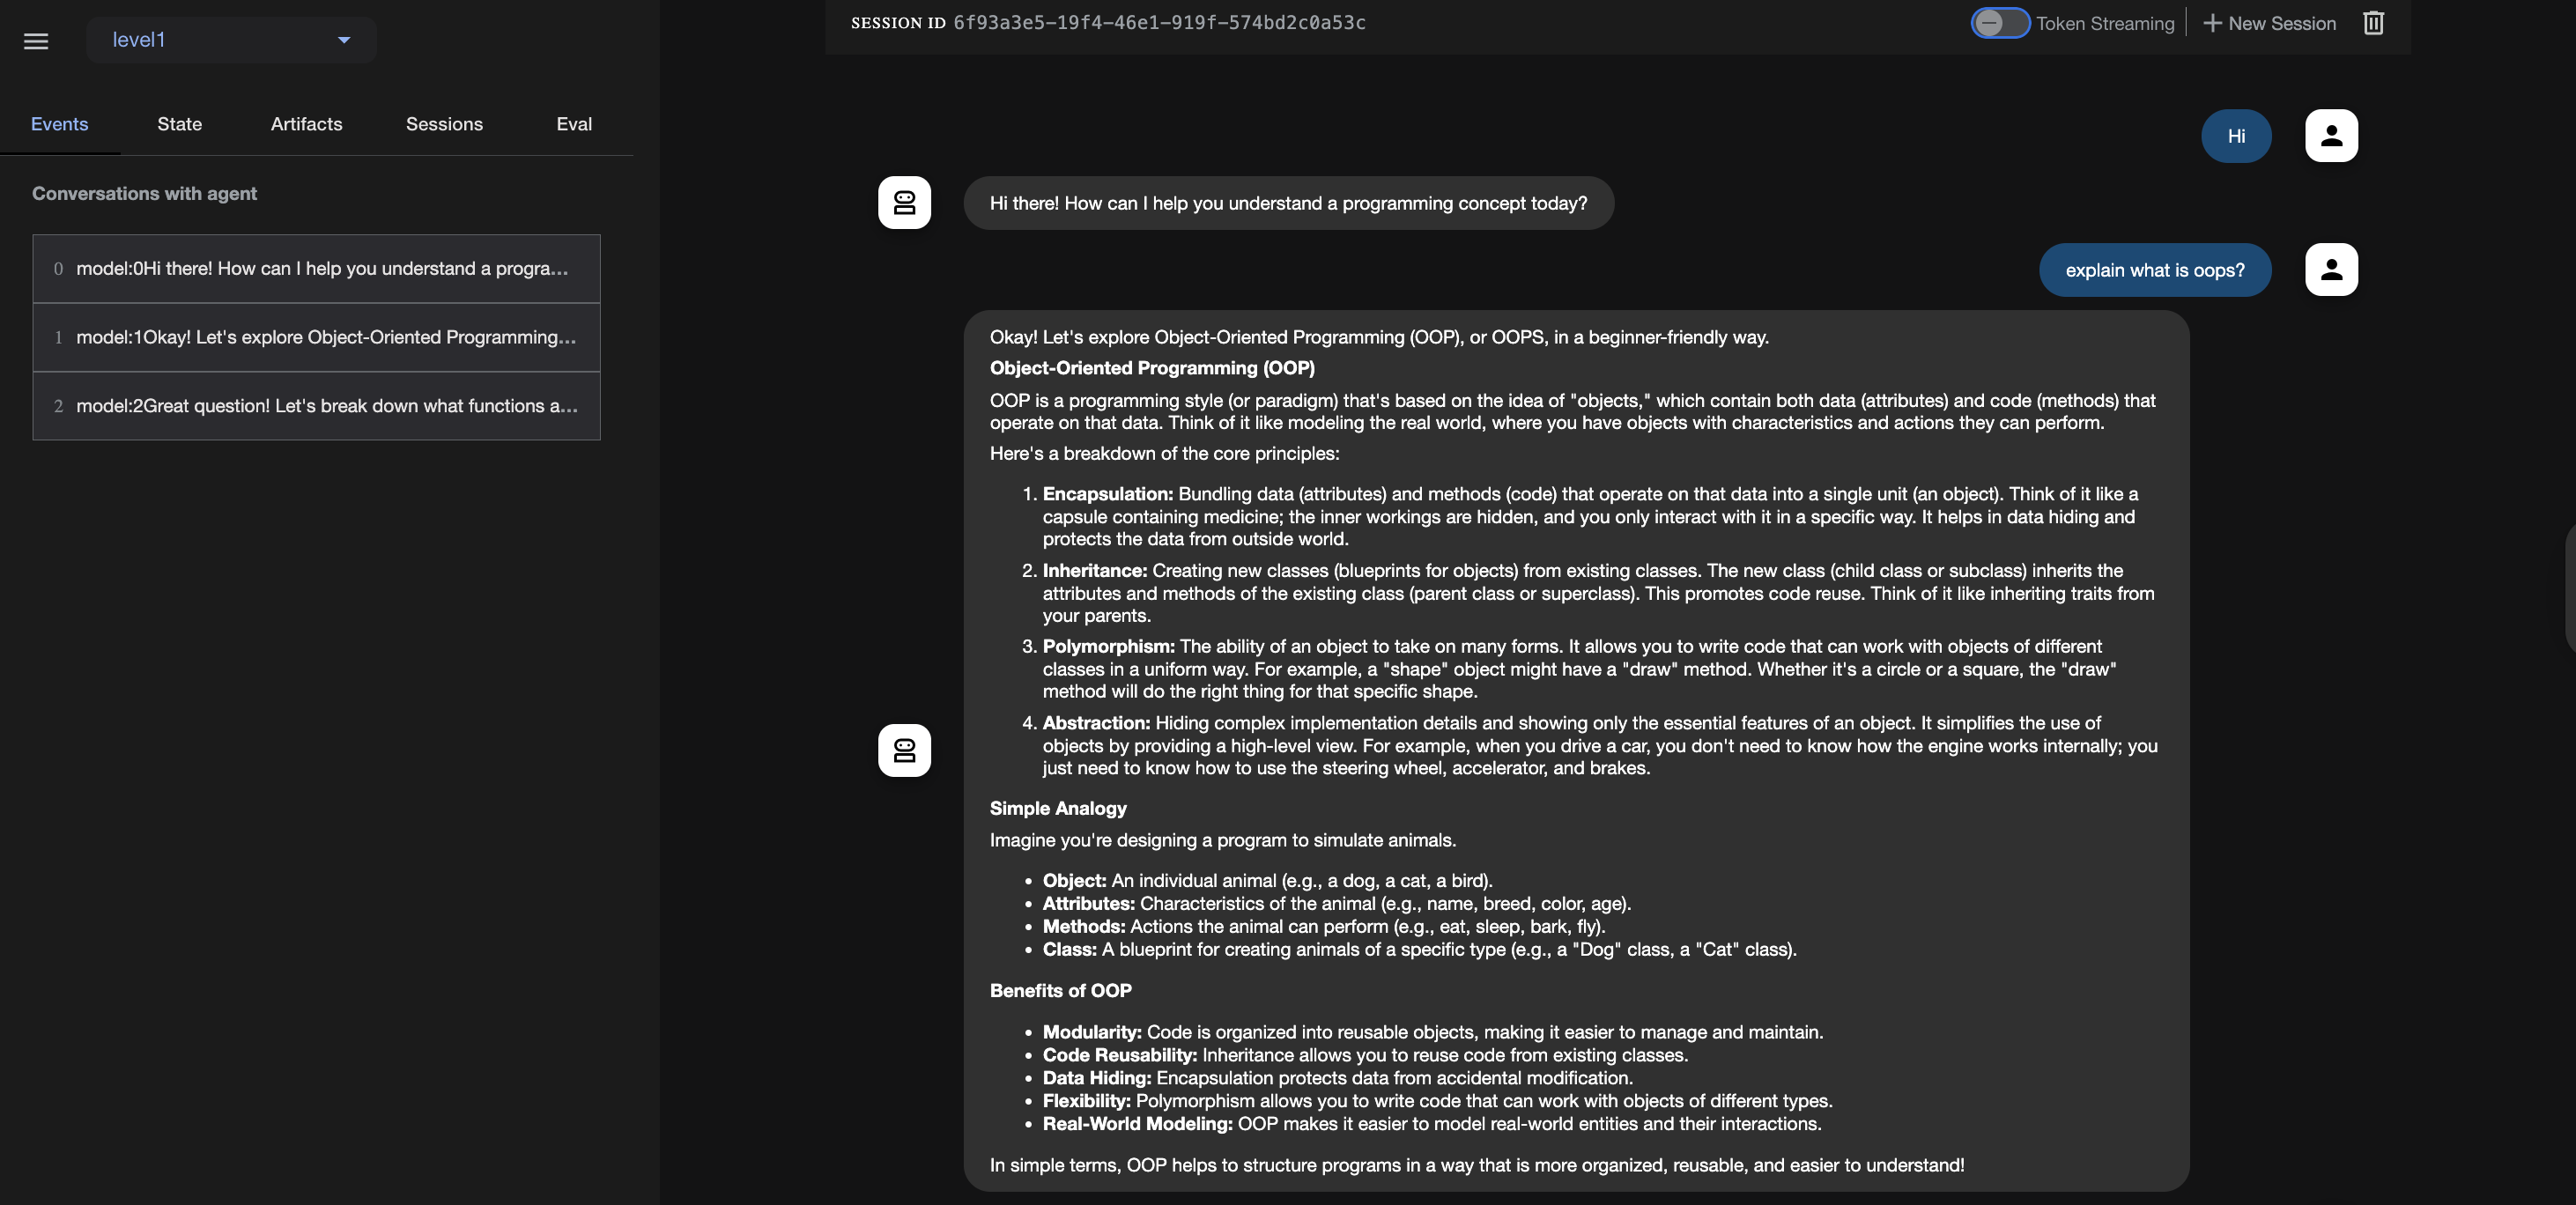 level1
Events State Artifacts Sessions Eval
Conversations with agent
0 model:0Hi there! How can I help you understand a progra...
1 model:1Okay! Let's explore Object-Oriented Programming...
2 model:2Great question! Let's break down what functions a...
SESSION ID 6f93a3e5-19f4-46e1-919f-574bd2c0a53c
Token Streaming
New Session
Hi
Hi there! How can I help you understand a programming concept today?
explain what is oops?
Okay! Let's explore Object-Oriented Programming (OOP), or OOPS, in a beginner-friendly way.
Object-Oriented Programming (OOP)
OOP is a programming style (or paradigm) that's based on the idea of "objects," which contain both data (attributes) and code (methods) that
operate on that data. Think of it like modeling the real world, where you have objects with characteristics and actions they can perform.
Here's a breakdown of the core principles:
1. Encapsulation: Bundling data (attributes) and methods (code) that operate on that data into a single unit (an object). Think of it like a
capsule containing medicine; the inner workings are hidden, and you only interact with it in a specific way. It helps in data hiding and
protects the data from outside world.
2. Inheritance: Creating new classes (blueprints for objects) from existing classes. The new class (child class or subclass) inherits the
attributes and methods of the existing class (parent class or superclass). This promotes code reuse. Think of it like inheriting traits from
your parents.
3. Polymorphism: The ability of an object to take on many forms. It allows you to write code that can work with objects of different
classes in a uniform way. For example, a "shape" object might have a "draw" method. Whether it's a circle or a square, the "draw"
method will do the right thing for that specific shape.
4. Abstraction: Hiding complex implementation details and showing only the essential features of an object. It simplifies the use of
objects by providing a high-level view. For example, when you drive a car, you don't need to know how the engine works internally; you
just need to know how to use the steering wheel, accelerator, and brakes.
Simple Analogy
Imagine you're designing a program to simulate animals.
• Object: An individual animal (e.g., a dog, a cat, a bird).
• Attributes: Characteristics of the animal (e.g., name, breed, color, age).
• Methods: Actions the animal can perform (e.g., eat, sleep, bark, fly).
• Class: A blueprint for creating animals of a specific type (e.g., a "Dog" class, a "Cat" class).
Benefits of OOP
• Modularity: Code is organized into reusable objects, making it easier to manage and maintain.
• Code Reusability: Inheritance allows you to reuse code from existing classes.
• Data Hiding: Encapsulation protects data from accidental modification.
• Flexibility: Polymorphism allows you to write code that can work with objects of different types.
• Real-World Modeling: OOP makes it easier to model real-world entities and their interactions.
In simple terms, OOP helps to structure programs in a way that is more organized, reusable, and easier to understand!